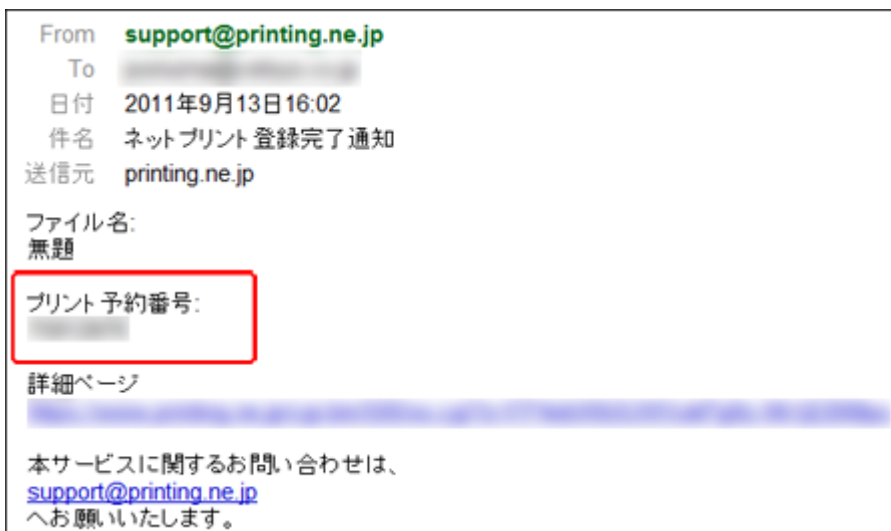 From support@printing.ne.jp
To
日付 2011年9月13日16:02
件名 ネットプリント登録完了通知
送信元 printing.ne.jp
ファイル名:
無題
プリント予約番号:
詳細ページ
本サービスに関するお問い合わせは、
support@printing.ne.jp
へお願いいたします。